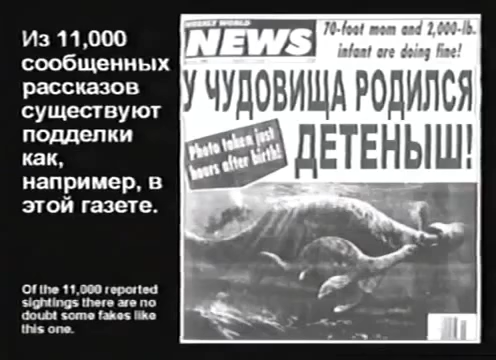 Из 11,000
сообщенных
рассказов
существуют
подделки
как,
например, в
этой газете.
Of the 11,000 reported
sightings there are no
doubt some fakes like
this one.
WEEKLY WORLD
NEWS
70-foot mom and 2,000-lb.
infant are doing fine!
У ЧУДОВИЩА РОДИЛСЯ
ДЕТЕНЫШ!
Photo taken just
hours after birth!